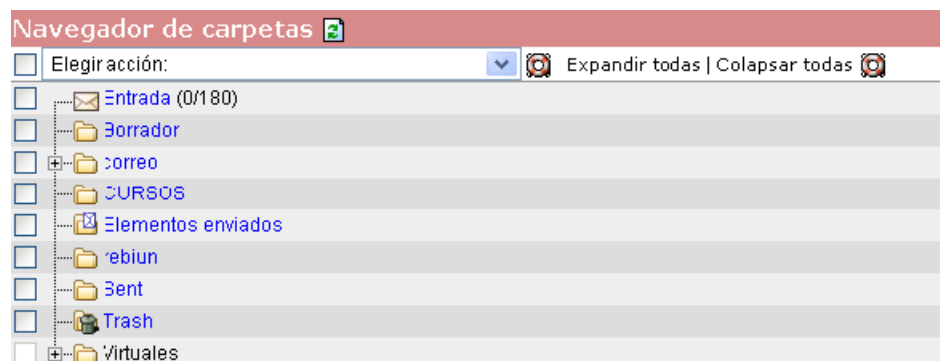 Navegador de carpetas
Elegir acción: Expandir todas | Colapsar todas
Entrada (0/180)
Borrador
correo
CURSOS
Elementos enviados
rebiun
Sent
Trash
Virtuales